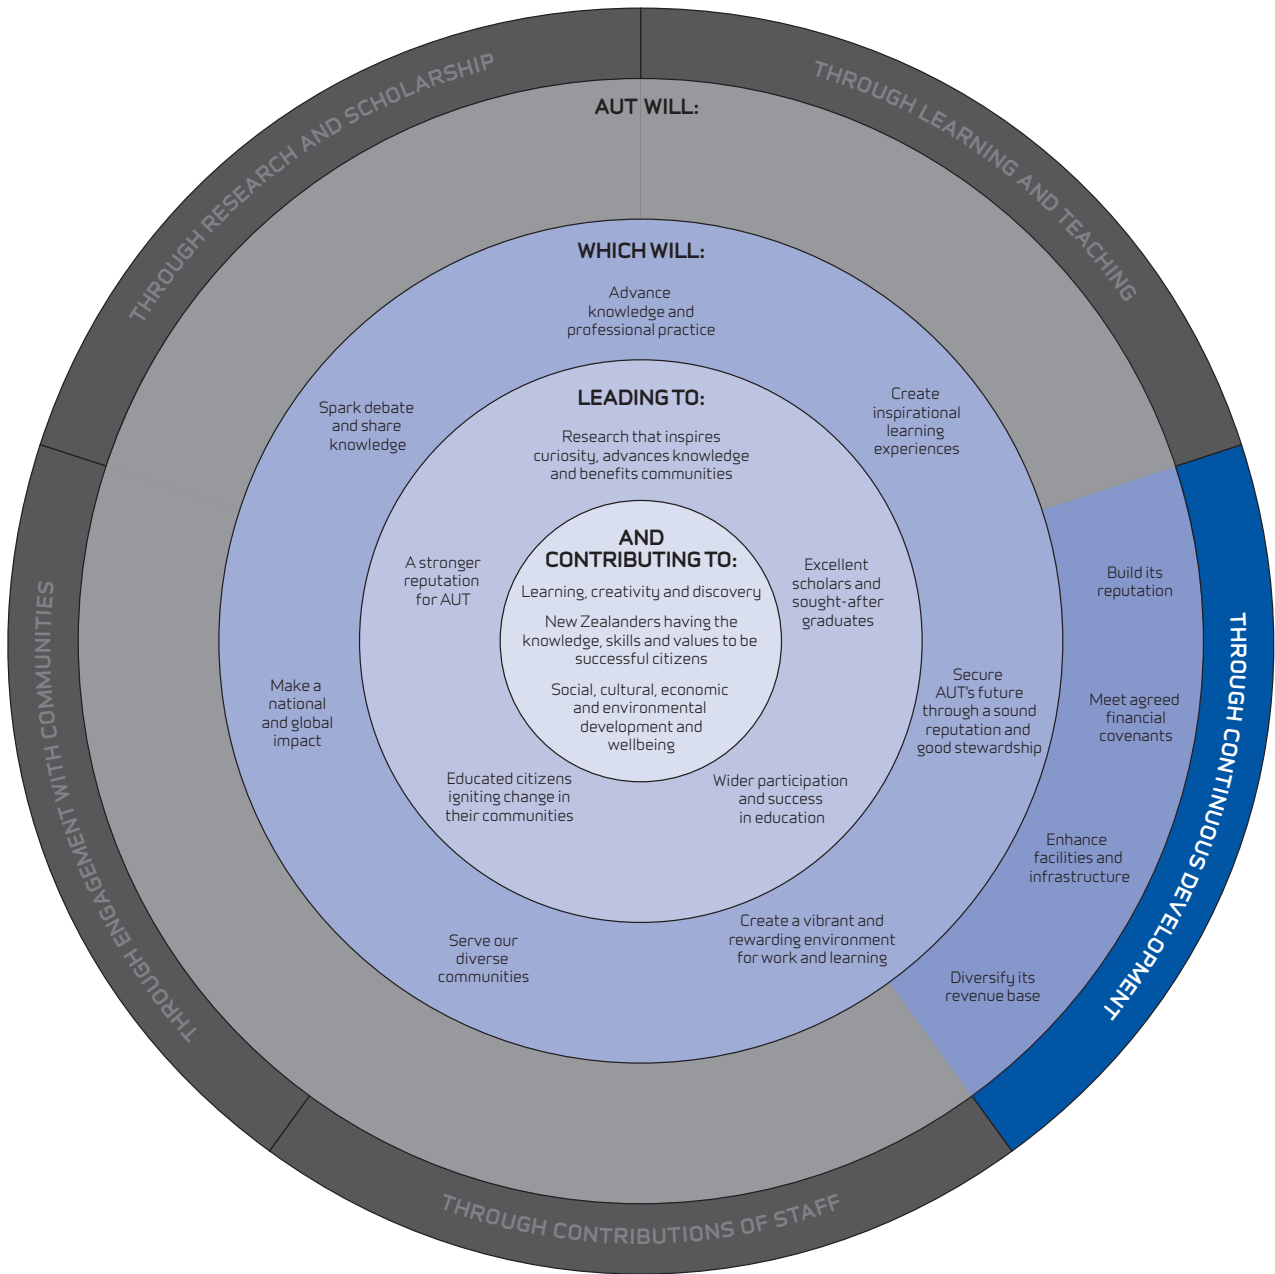 THROUGH RESEARCH AND SCHOLARSHIP
THROUGH LEARNING AND TEACHING
AUT WILL:
WHICH WILL:
Advance
knowledge and
professional practice
Spark debate
and share
knowledge
Create
inspirational
learning
experiences
LEADING TO:
Research that inspires
curiosity, advances knowledge
and benefits communities
A stronger
reputation
for AUT
AND
CONTRIBUTING TO:
Learning, creativity and discovery
New Zealanders having the
knowledge, skills and values to be
successful citizens
Social, cultural, economic
and environmental
development and
wellbeing
Excellent
scholars and
sought-after
graduates
Build its
reputation
Make a
national
and global
impact
Secure
AUT's future
through a sound
reputation and
good stewardship
Meet agreed
financial
covenants
Educated citizens
igniting change in
their communities
Wider participation
and success
in education
Enhance
facilities and
infrastructure
Serve our
diverse
communities
Create a vibrant and
rewarding environment
for work and learning
Diversify its
revenue base
THROUGH ENGAGEMENT WITH COMMUNITIES
THROUGH CONTINUOUS DEVELOPMENT
THROUGH CONTRIBUTIONS OF STAFF